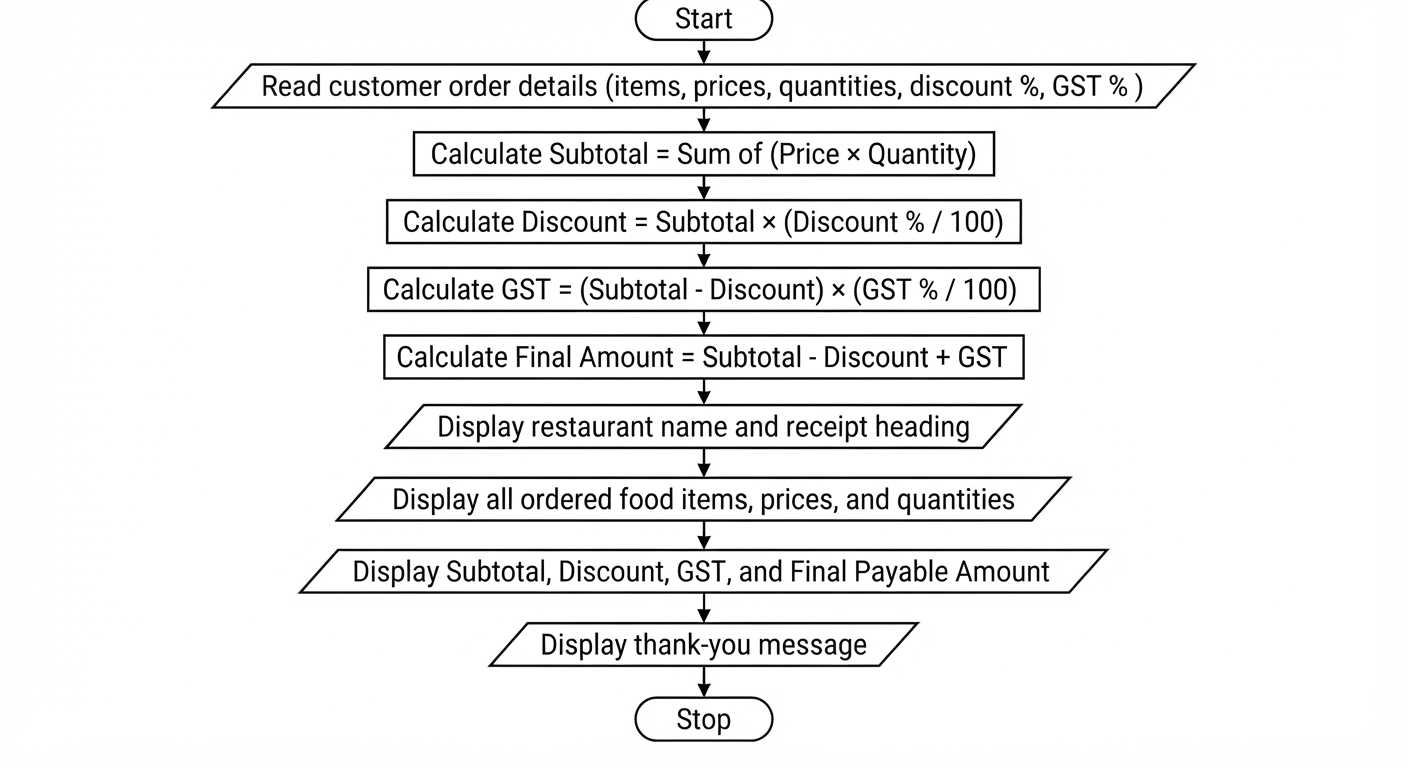 Start
Read customer order details (items, prices, quantities, discount %, GST % )
Calculate Subtotal = Sum of (Price × Quantity)
Calculate Discount = Subtotal × (Discount % / 100)
Calculate GST = (Subtotal - Discount) × (GST % / 100)
Calculate Final Amount = Subtotal - Discount + GST
Display restaurant name and receipt heading
Display all ordered food items, prices, and quantities
Display Subtotal, Discount, GST, and Final Payable Amount
Display thank-you message
Stop